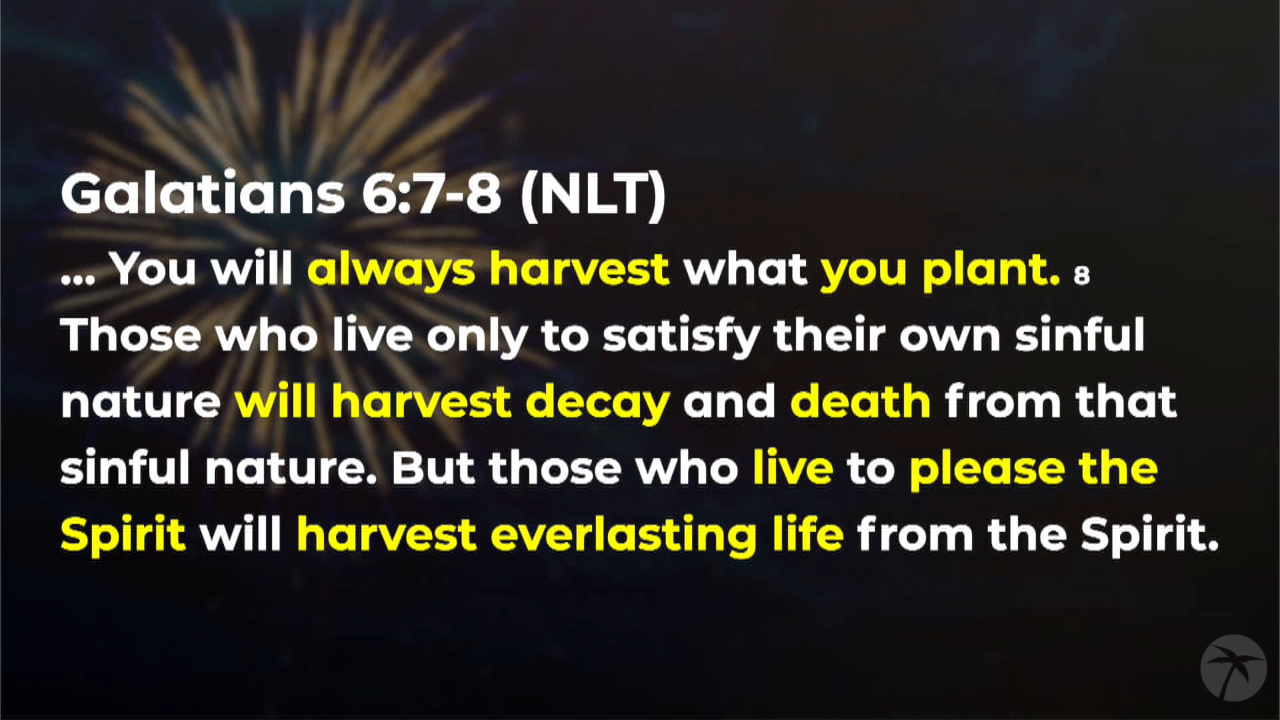 Galatians 6:7-8 (NLT)
... You will always harvest what you plant. 8
Those who live only to satisfy their own sinful
nature will harvest decay and death from that
sinful nature. But those who live to please the
Spirit will harvest everlasting life from the Spirit.